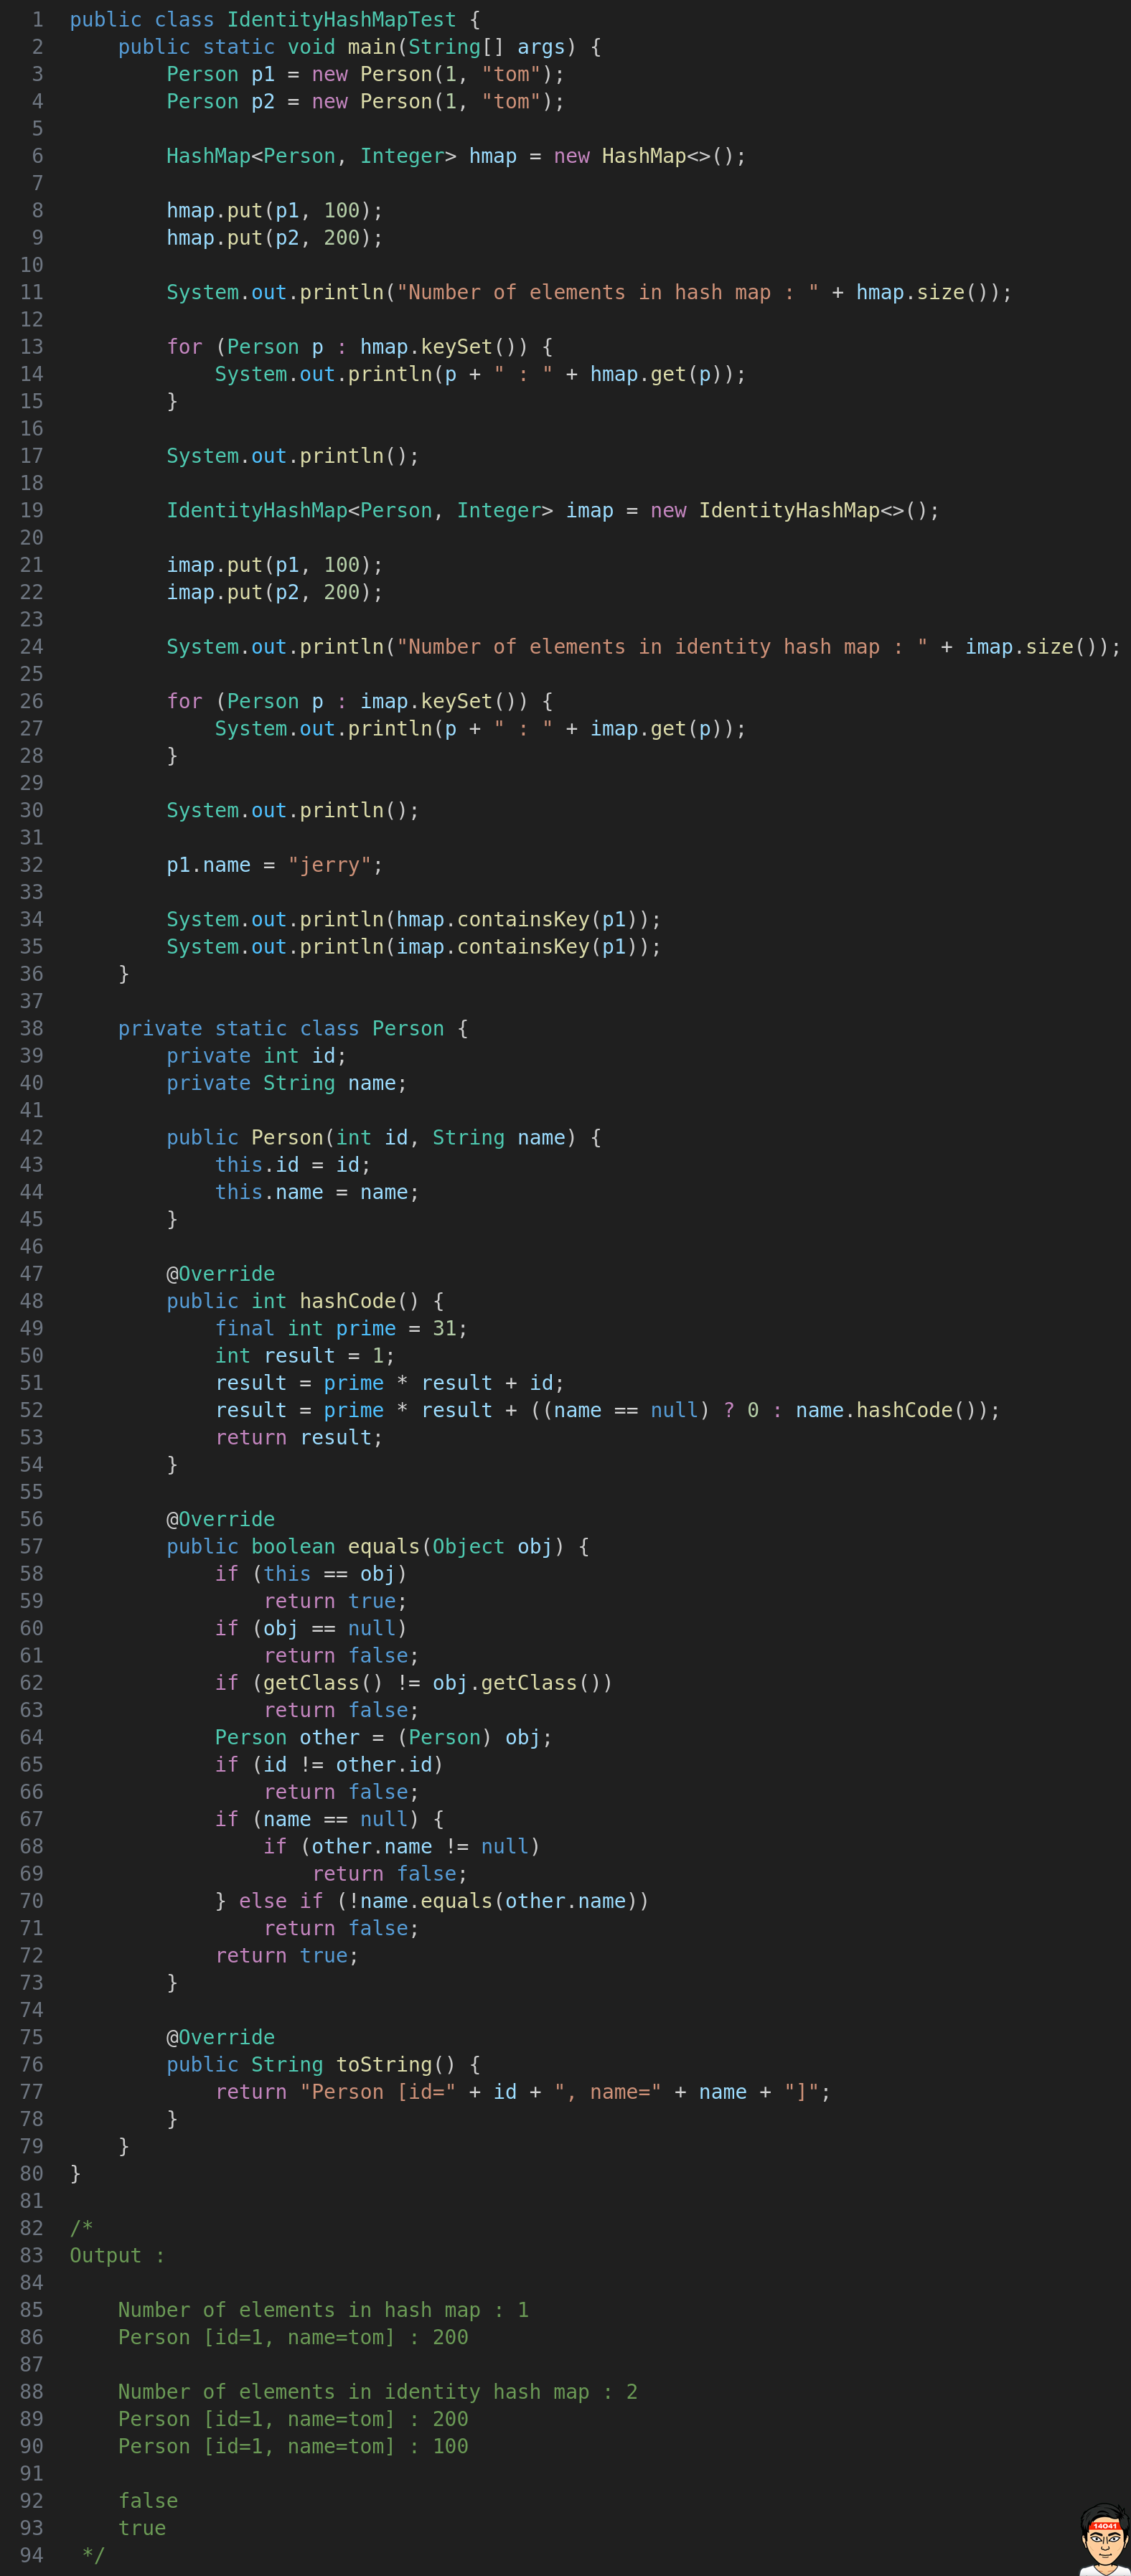 1 public class IdentityHashMapTest {
2     public static void main(String[] args) {
3         Person p1 = new Person(1, "tom");
4         Person p2 = new Person(1, "tom");
5
6         HashMap<Person, Integer> hmap = new HashMap<>();
7
8         hmap.put(p1, 100);
9         hmap.put(p2, 200);
10
11         System.out.println("Number of elements in hash map : " + hmap.size());
12
13         for (Person p : hmap.keySet()) {
14             System.out.println(p + " : " + hmap.get(p));
15         }
16
17         System.out.println();
18
19         IdentityHashMap<Person, Integer> imap = new IdentityHashMap<>();
20
21         imap.put(p1, 100);
22         imap.put(p2, 200);
23
24         System.out.println("Number of elements in identity hash map : " + imap.size());
25
26         for (Person p : imap.keySet()) {
27             System.out.println(p + " : " + imap.get(p));
28         }
29
30         System.out.println();
31
32         p1.name = "jerry";
33
34         System.out.println(hmap.containsKey(p1));
35         System.out.println(imap.containsKey(p1));
36     }
37
38     private static class Person {
39         private int id;
40         private String name;
41
42         public Person(int id, String name) {
43             this.id = id;
44             this.name = name;
45         }
46
47         @Override
48         public int hashCode() {
49             final int prime = 31;
50             int result = 1;
51             result = prime * result + id;
52             result = prime * result + ((name == null) ? 0 : name.hashCode());
53             return result;
54         }
55
56         @Override
57         public boolean equals(Object obj) {
58             if (this == obj)
59                 return true;
60             if (obj == null)
61                 return false;
62             if (getClass() != obj.getClass())
63                 return false;
64             Person other = (Person) obj;
65             if (id != other.id)
66                 return false;
67             if (name == null) {
68                 if (other.name != null)
69                     return false;
70             } else if (!name.equals(other.name))
71                 return false;
72             return true;
73         }
74
75         @Override
76         public String toString() {
77             return "Person [id=" + id + ", name=" + name + "]";
78         }
79     }
80 }
81
82 /*
83 Output :
84
85     Number of elements in hash map : 1
86     Person [id=1, name=tom] : 200
87
88     Number of elements in identity hash map : 2
89     Person [id=1, name=tom] : 200
90     Person [id=1, name=tom] : 100
91
92     false
93     true
94  */
14041